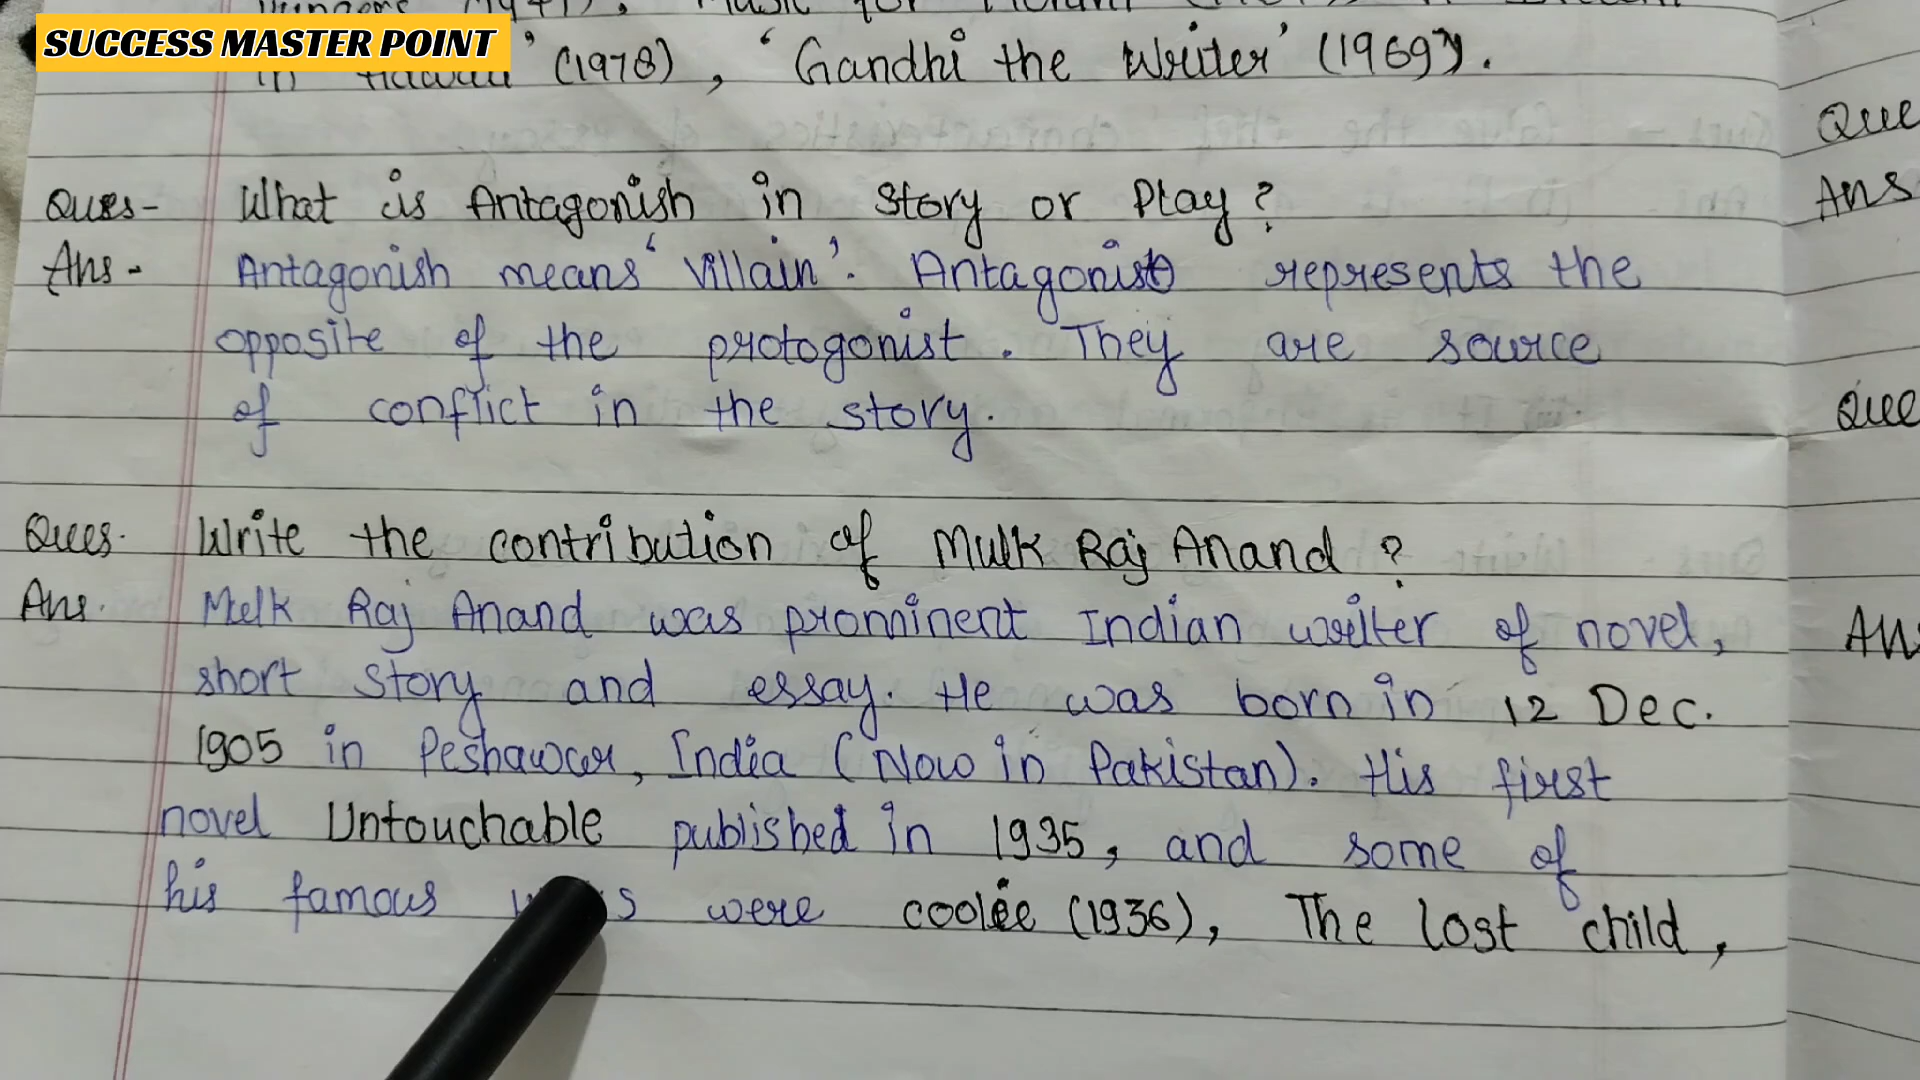 SUCCESS MASTER POINT
(1978), 'Gandhi the Writer' (1969).
Ques- What is Antagonish in Story or Play?
Ans- Antagonish means 'Villain'. Antagonist represents the
opposite of the protogonist. They are source
of conflict in the story.
Ques. Write the contribution of Mulk Raj Anand?
Ans. Mulk Raj Anand was prominent Indian writer of novel,
short story and essay. He was born in 12 Dec.
1905 in Peshawar, India (Now in Pakistan). His first
novel Untouchable published in 1935, and some of
his famous were coolie (1936), The lost child,
Que
Ans
Que
An